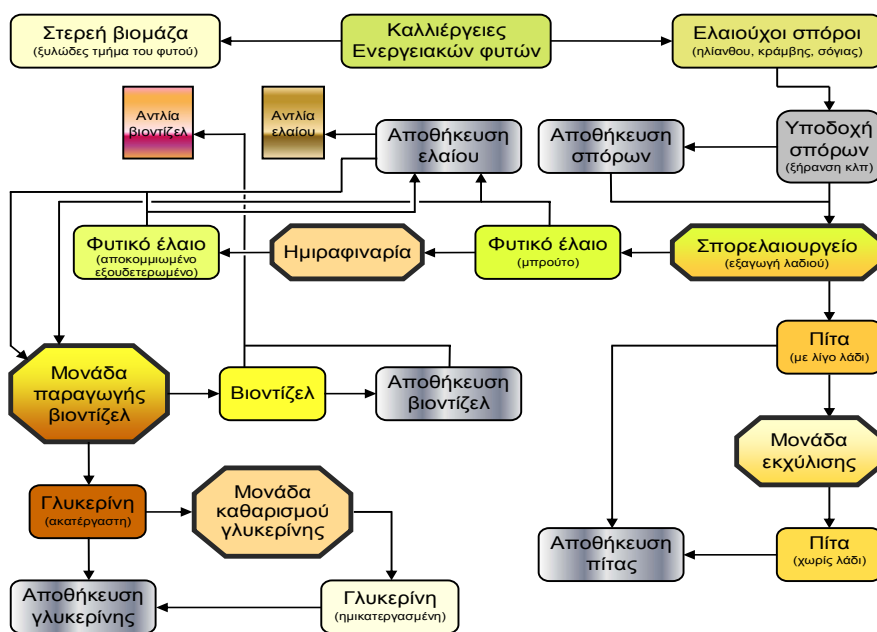 Στερεή βιομάζα
(ξυλώδες τμήμα του φυτού)
Καλλιέργειες
Ενεργειακών φυτών
Ελαιούχοι σπόροι
(ηλίανθου, κράμβης, σόγιας)
Αντλία
βιοντίζελ
Αντλία
ελαίου
Αποθήκευση
ελαίου
Αποθήκευση
σπόρων
Υποδοχή
σπόρων
(ξήρανση κλπ)
Φυτικό έλαιο
(αποκομμιωμένο
εξουδετερωμένο)
Ημιραφιναρία
Φυτικό έλαιο
(μπρούτο)
Σπορελαιουργείο
(εξαγωγή λαδιού)
Πίτα
(με λίγο λάδι)
Μονάδα
παραγωγής
βιοντίζελ
Βιοντίζελ
Αποθήκευση
βιοντίζελ
Μονάδα
εκχύλισης
Γλυκερίνη
(ακατέργαστη)
Μονάδα
καθαρισμού
γλυκερίνης
Αποθήκευση
πίτας
Πίτα
(χωρίς λάδι)
Αποθήκευση
γλυκερίνης
Γλυκερίνη
(ημικατεργασμένη)